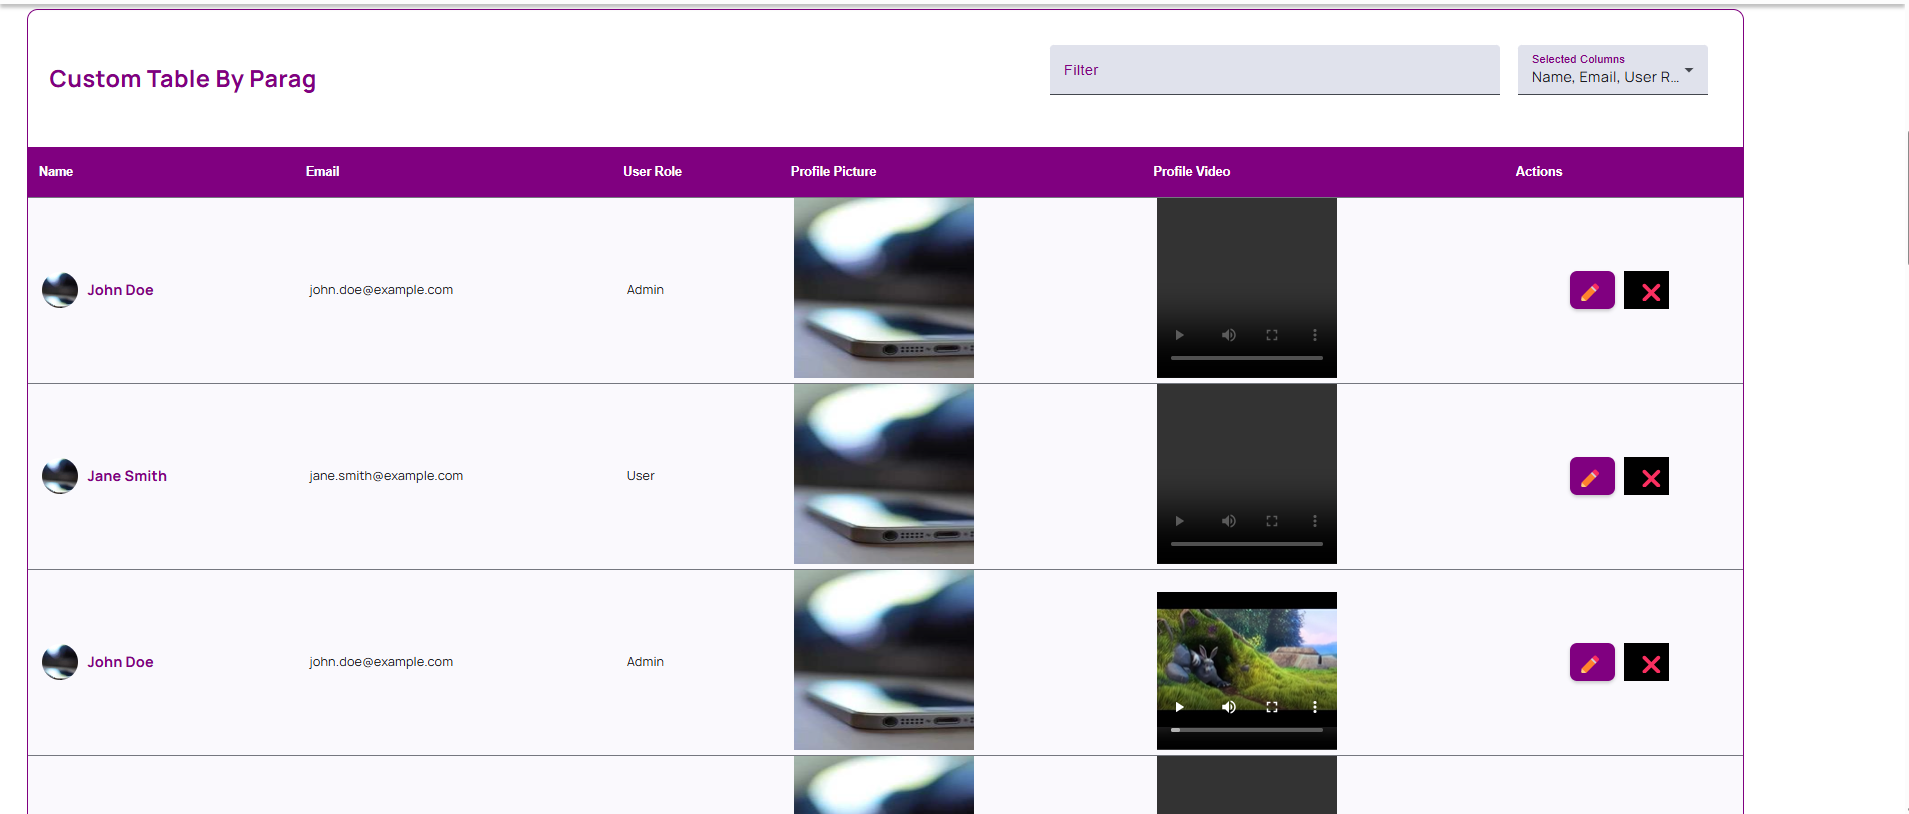 Custom Table By Parag
Filter
Selected Columns
Name, Email, User R...
Name Email User Role Profile Picture Profile Video Actions
John Doe john.doe@example.com Admin
Jane Smith jane.smith@example.com User
John Doe john.doe@example.com Admin